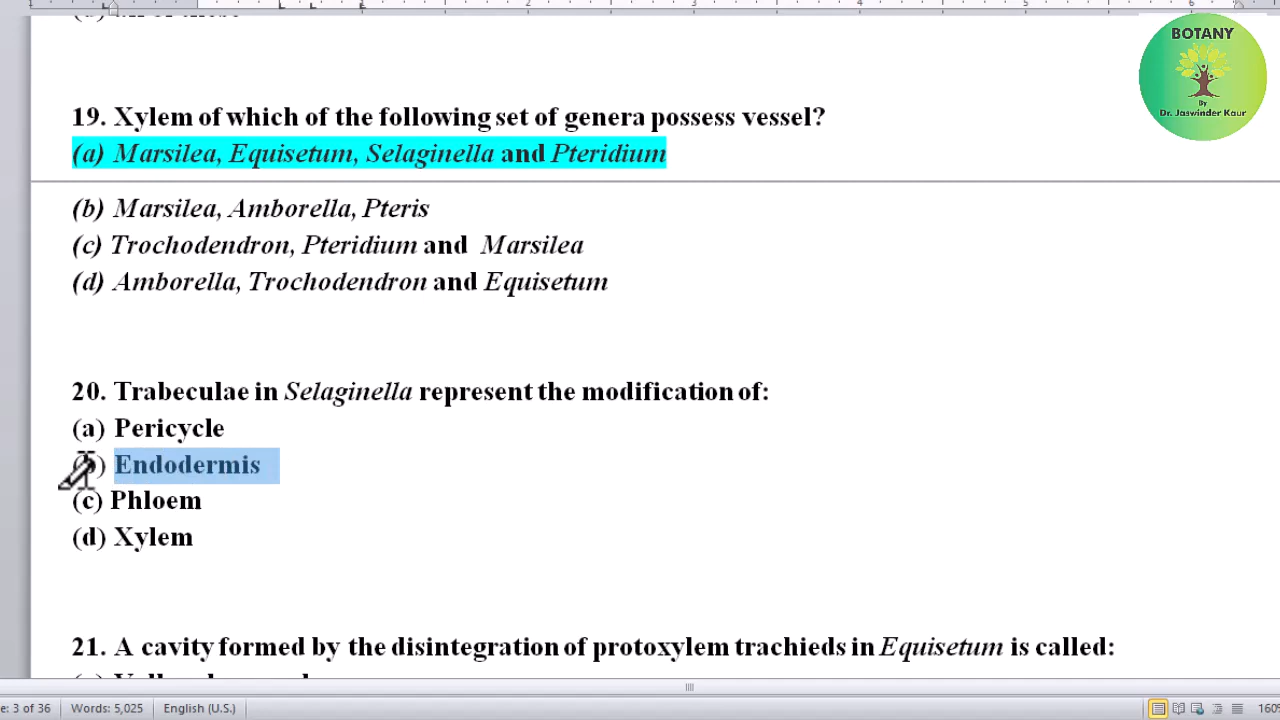 BOTANY
By
Dr. Jaswinder Kaur
19. Xylem of which of the following set of genera possess vessel?
(a) Marsilea, Equisetum, Selaginella and Pteridium
(b) Marsilea, Amborella, Pteris
(c) Trochodendron, Pteridium and Marsilea
(d) Amborella, Trochodendron and Equisetum
20. Trabeculae in Selaginella represent the modification of:
(a) Pericycle
(b) Endodermis
(c) Phloem
(d) Xylem
21. A cavity formed by the disintegration of protoxylem trachieds in Equisetum is called:
e: 3 of 36 Words: 5,025 English (U.S.) 160%